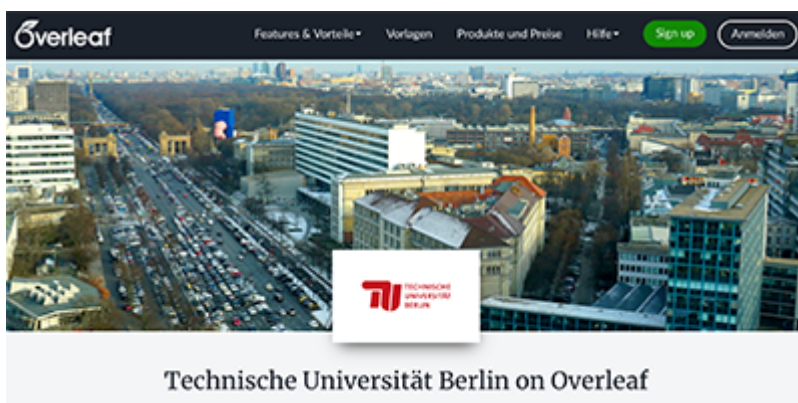 Overleaf
Features & Vorteile
Vorlagen
Produkte und Preise
Hilfe
Sign up
Anmelden
TECHNISCHE
UNIVERSITÄT
BERLIN
Technische Universität Berlin on Overleaf